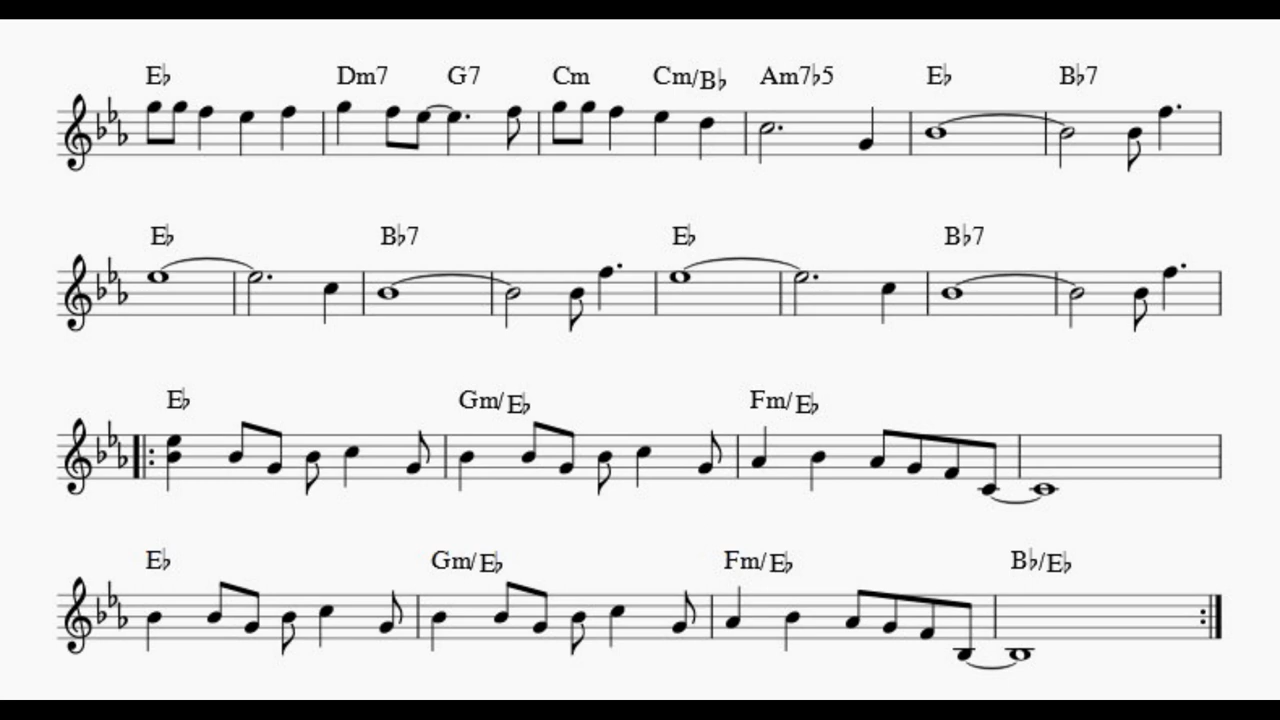 E♭ Dm7 G7 Cm Cm/B♭ Am7♭5 E♭ B♭7
E♭ B♭7 E♭ B♭7
E♭ Gm/E♭ Fm/E♭
E♭ Gm/E♭ Fm/E♭ B♭/E♭